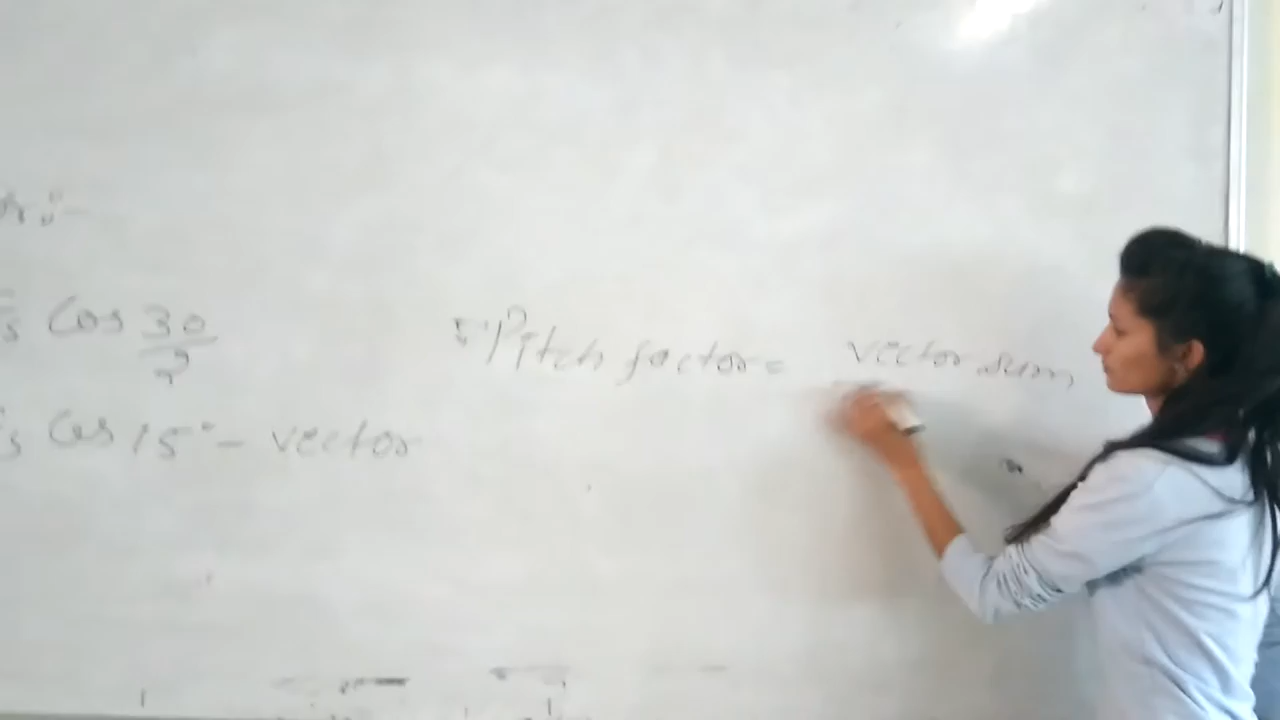 Cos 30/2
Pitch factor = vector sum
s Cos 15° - vector